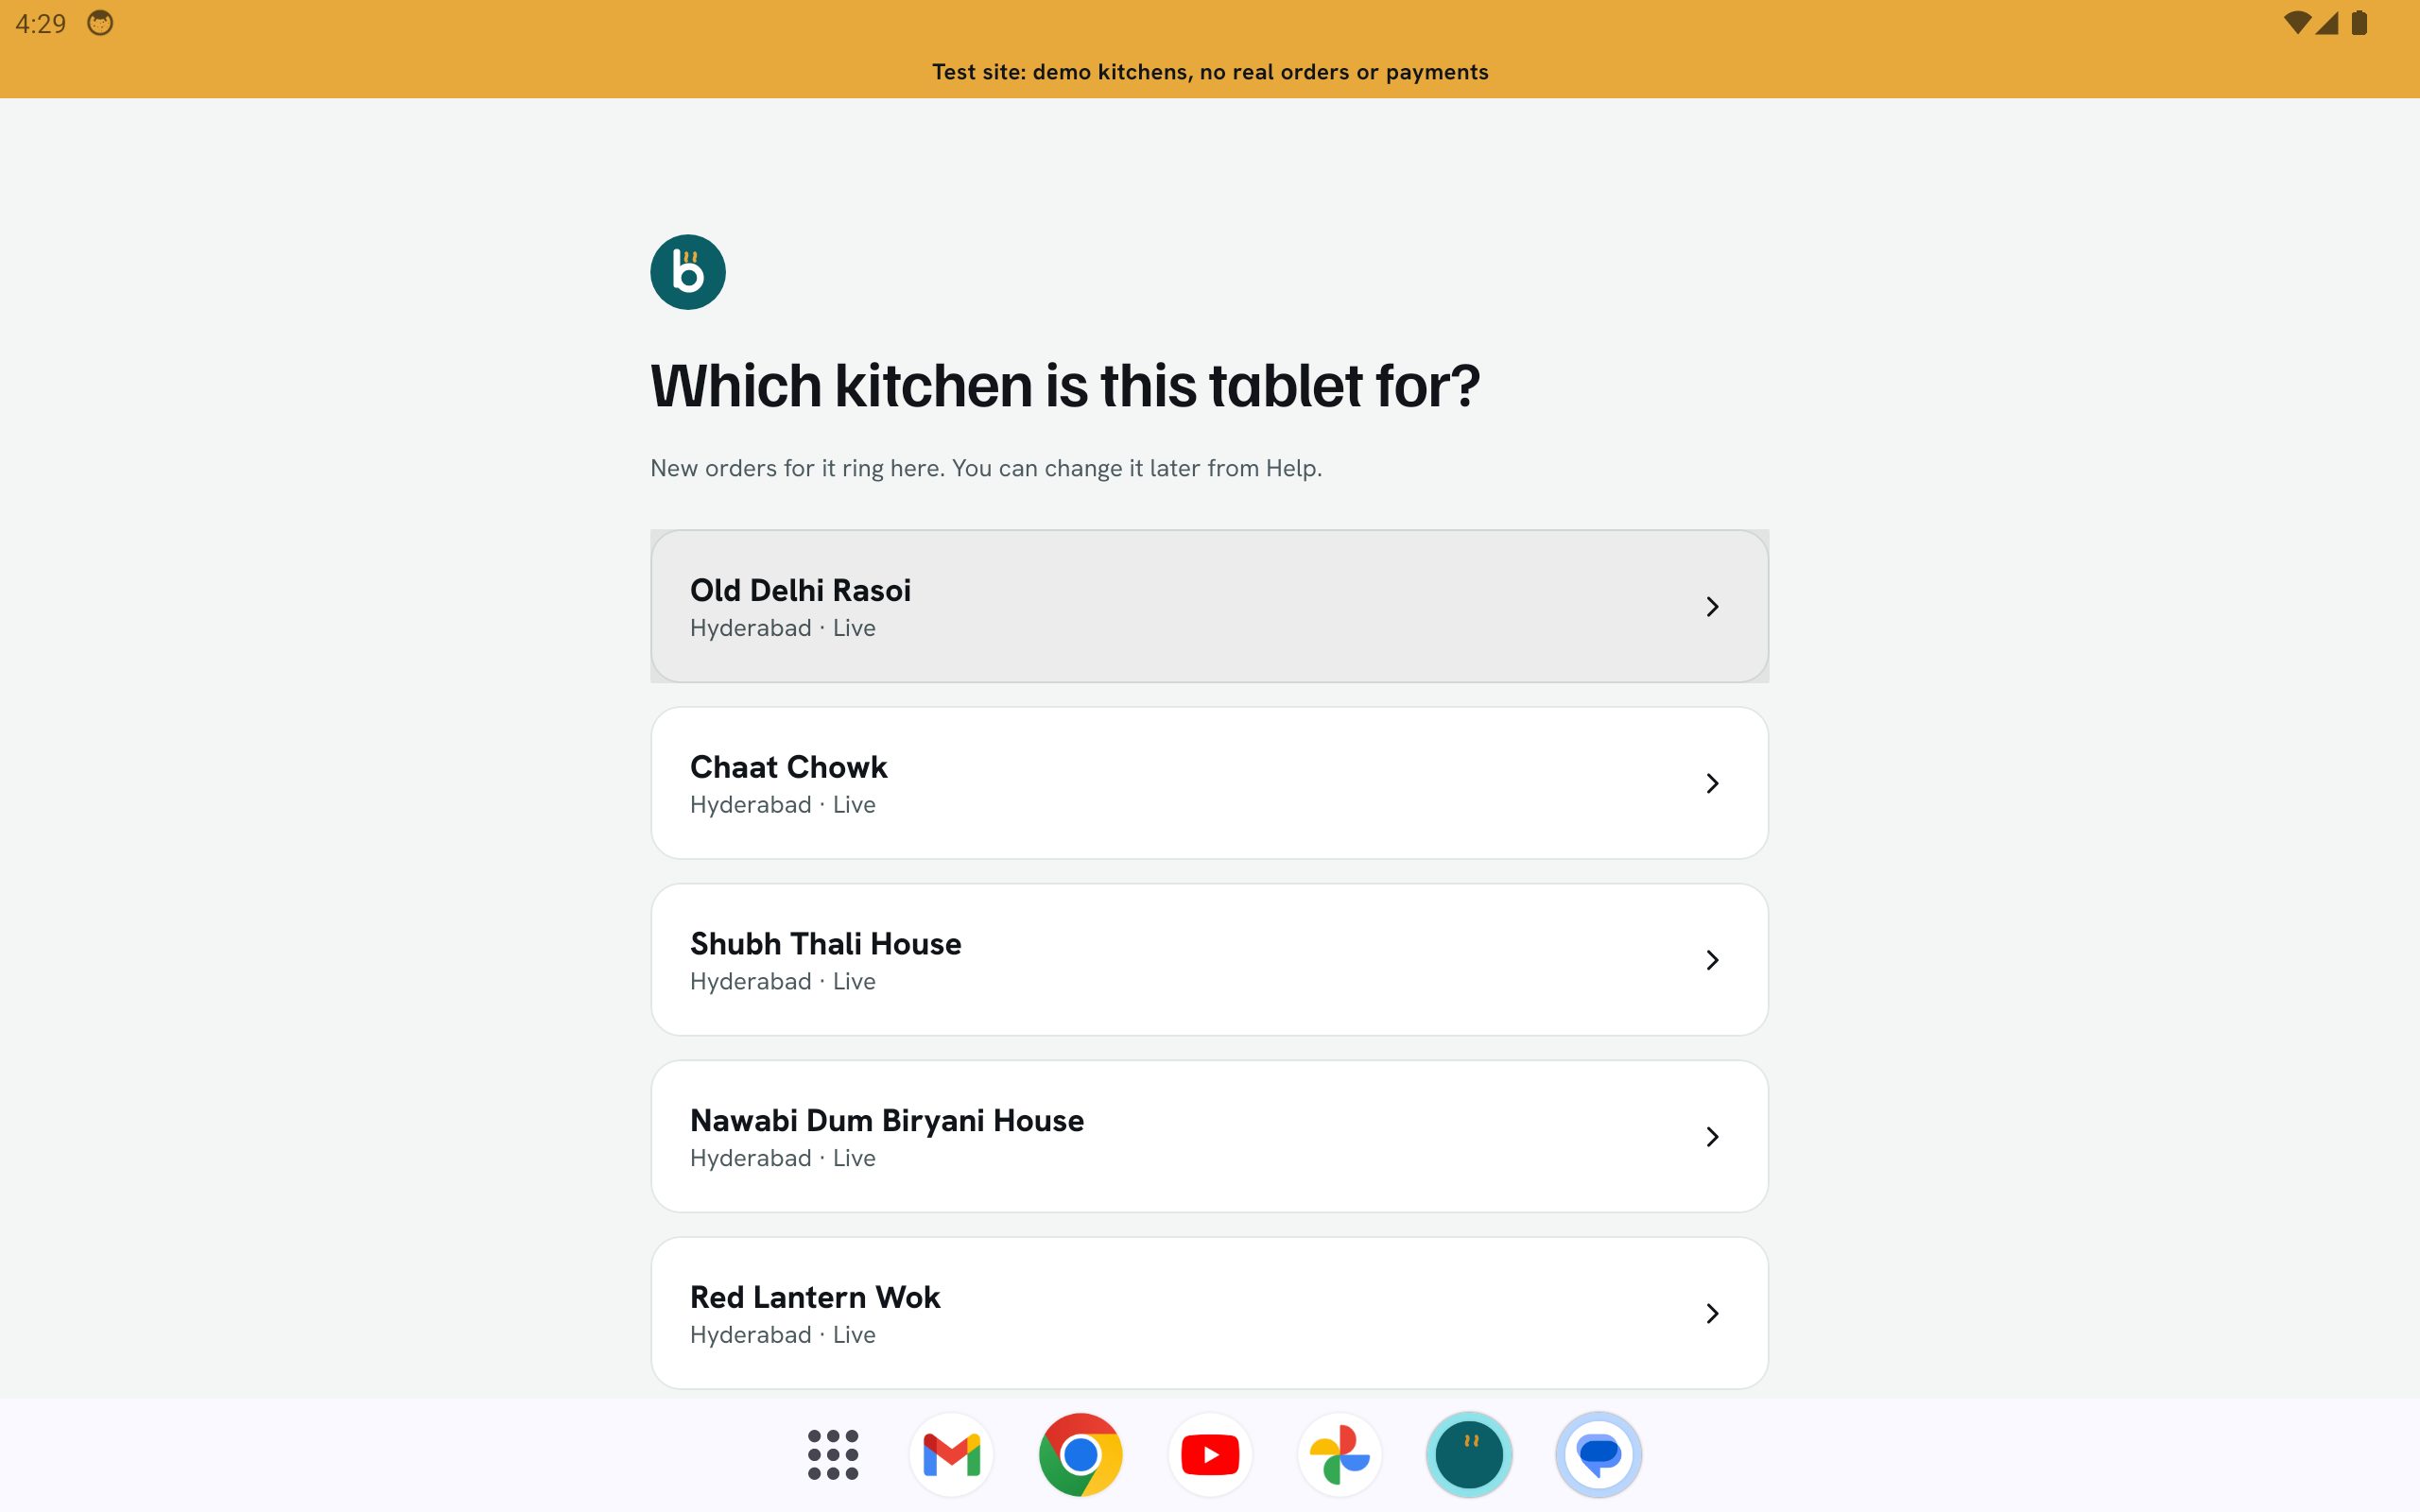 4:29
Test site: demo kitchens, no real orders or payments
b
Which kitchen is this tablet for?
New orders for it ring here. You can change it later from Help.
Old Delhi Rasoi
Hyderabad · Live
Chaat Chowk
Hyderabad · Live
Shubh Thali House
Hyderabad · Live
Nawabi Dum Biryani House
Hyderabad · Live
Red Lantern Wok
Hyderabad · Live